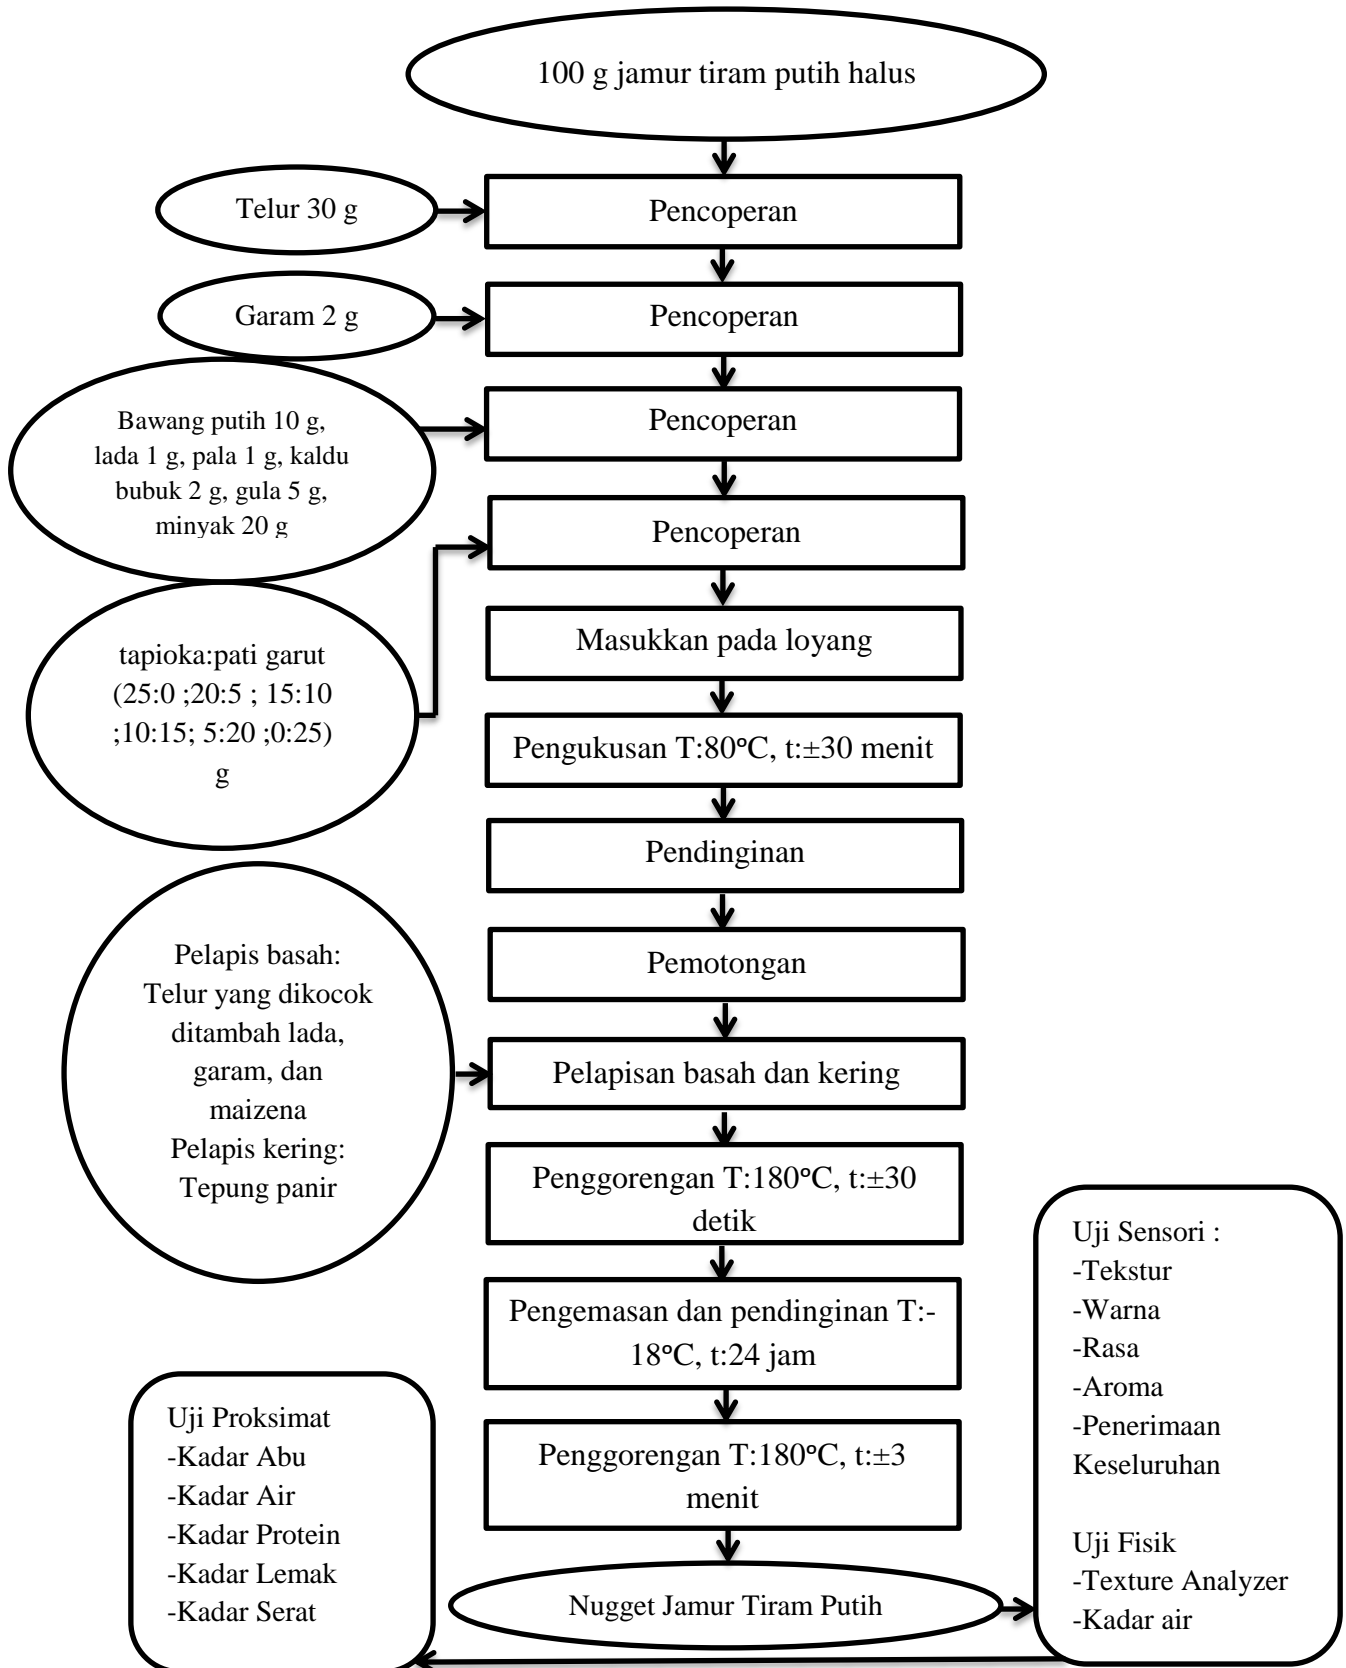 100 g jamur tiram putih halus
Telur 30 g
Pencoperan
Garam 2 g
Pencoperan
Bawang putih 10 g,
lada 1 g, pala 1 g, kaldu
bubuk 2 g, gula 5 g,
minyak 20 g
Pencoperan
tapioka:pati garut
(25:0 ;20:5 ; 15:10
;10:15; 5:20 ;0:25)
g
Pencoperan
Masukkan pada loyang
Pengukusan T:80°C, t:±30 menit
Pendinginan
Pemotongan
Pelapis basah:
Telur yang dikocok
ditambah lada,
garam, dan
maizena
Pelapis kering:
Tepung panir
Pelapisan basah dan kering
Penggorengan T:180°C, t:±30
detik
Pengemasan dan pendinginan T:-
18°C, t:24 jam
Penggorengan T:180°C, t:±3
menit
Nugget Jamur Tiram Putih
Uji Sensori :
-Tekstur
-Warna
-Rasa
-Aroma
-Penerimaan
Keseluruhan
Uji Fisik
-Texture Analyzer
-Kadar air
Uji Proksimat
-Kadar Abu
-Kadar Air
-Kadar Protein
-Kadar Lemak
-Kadar Serat